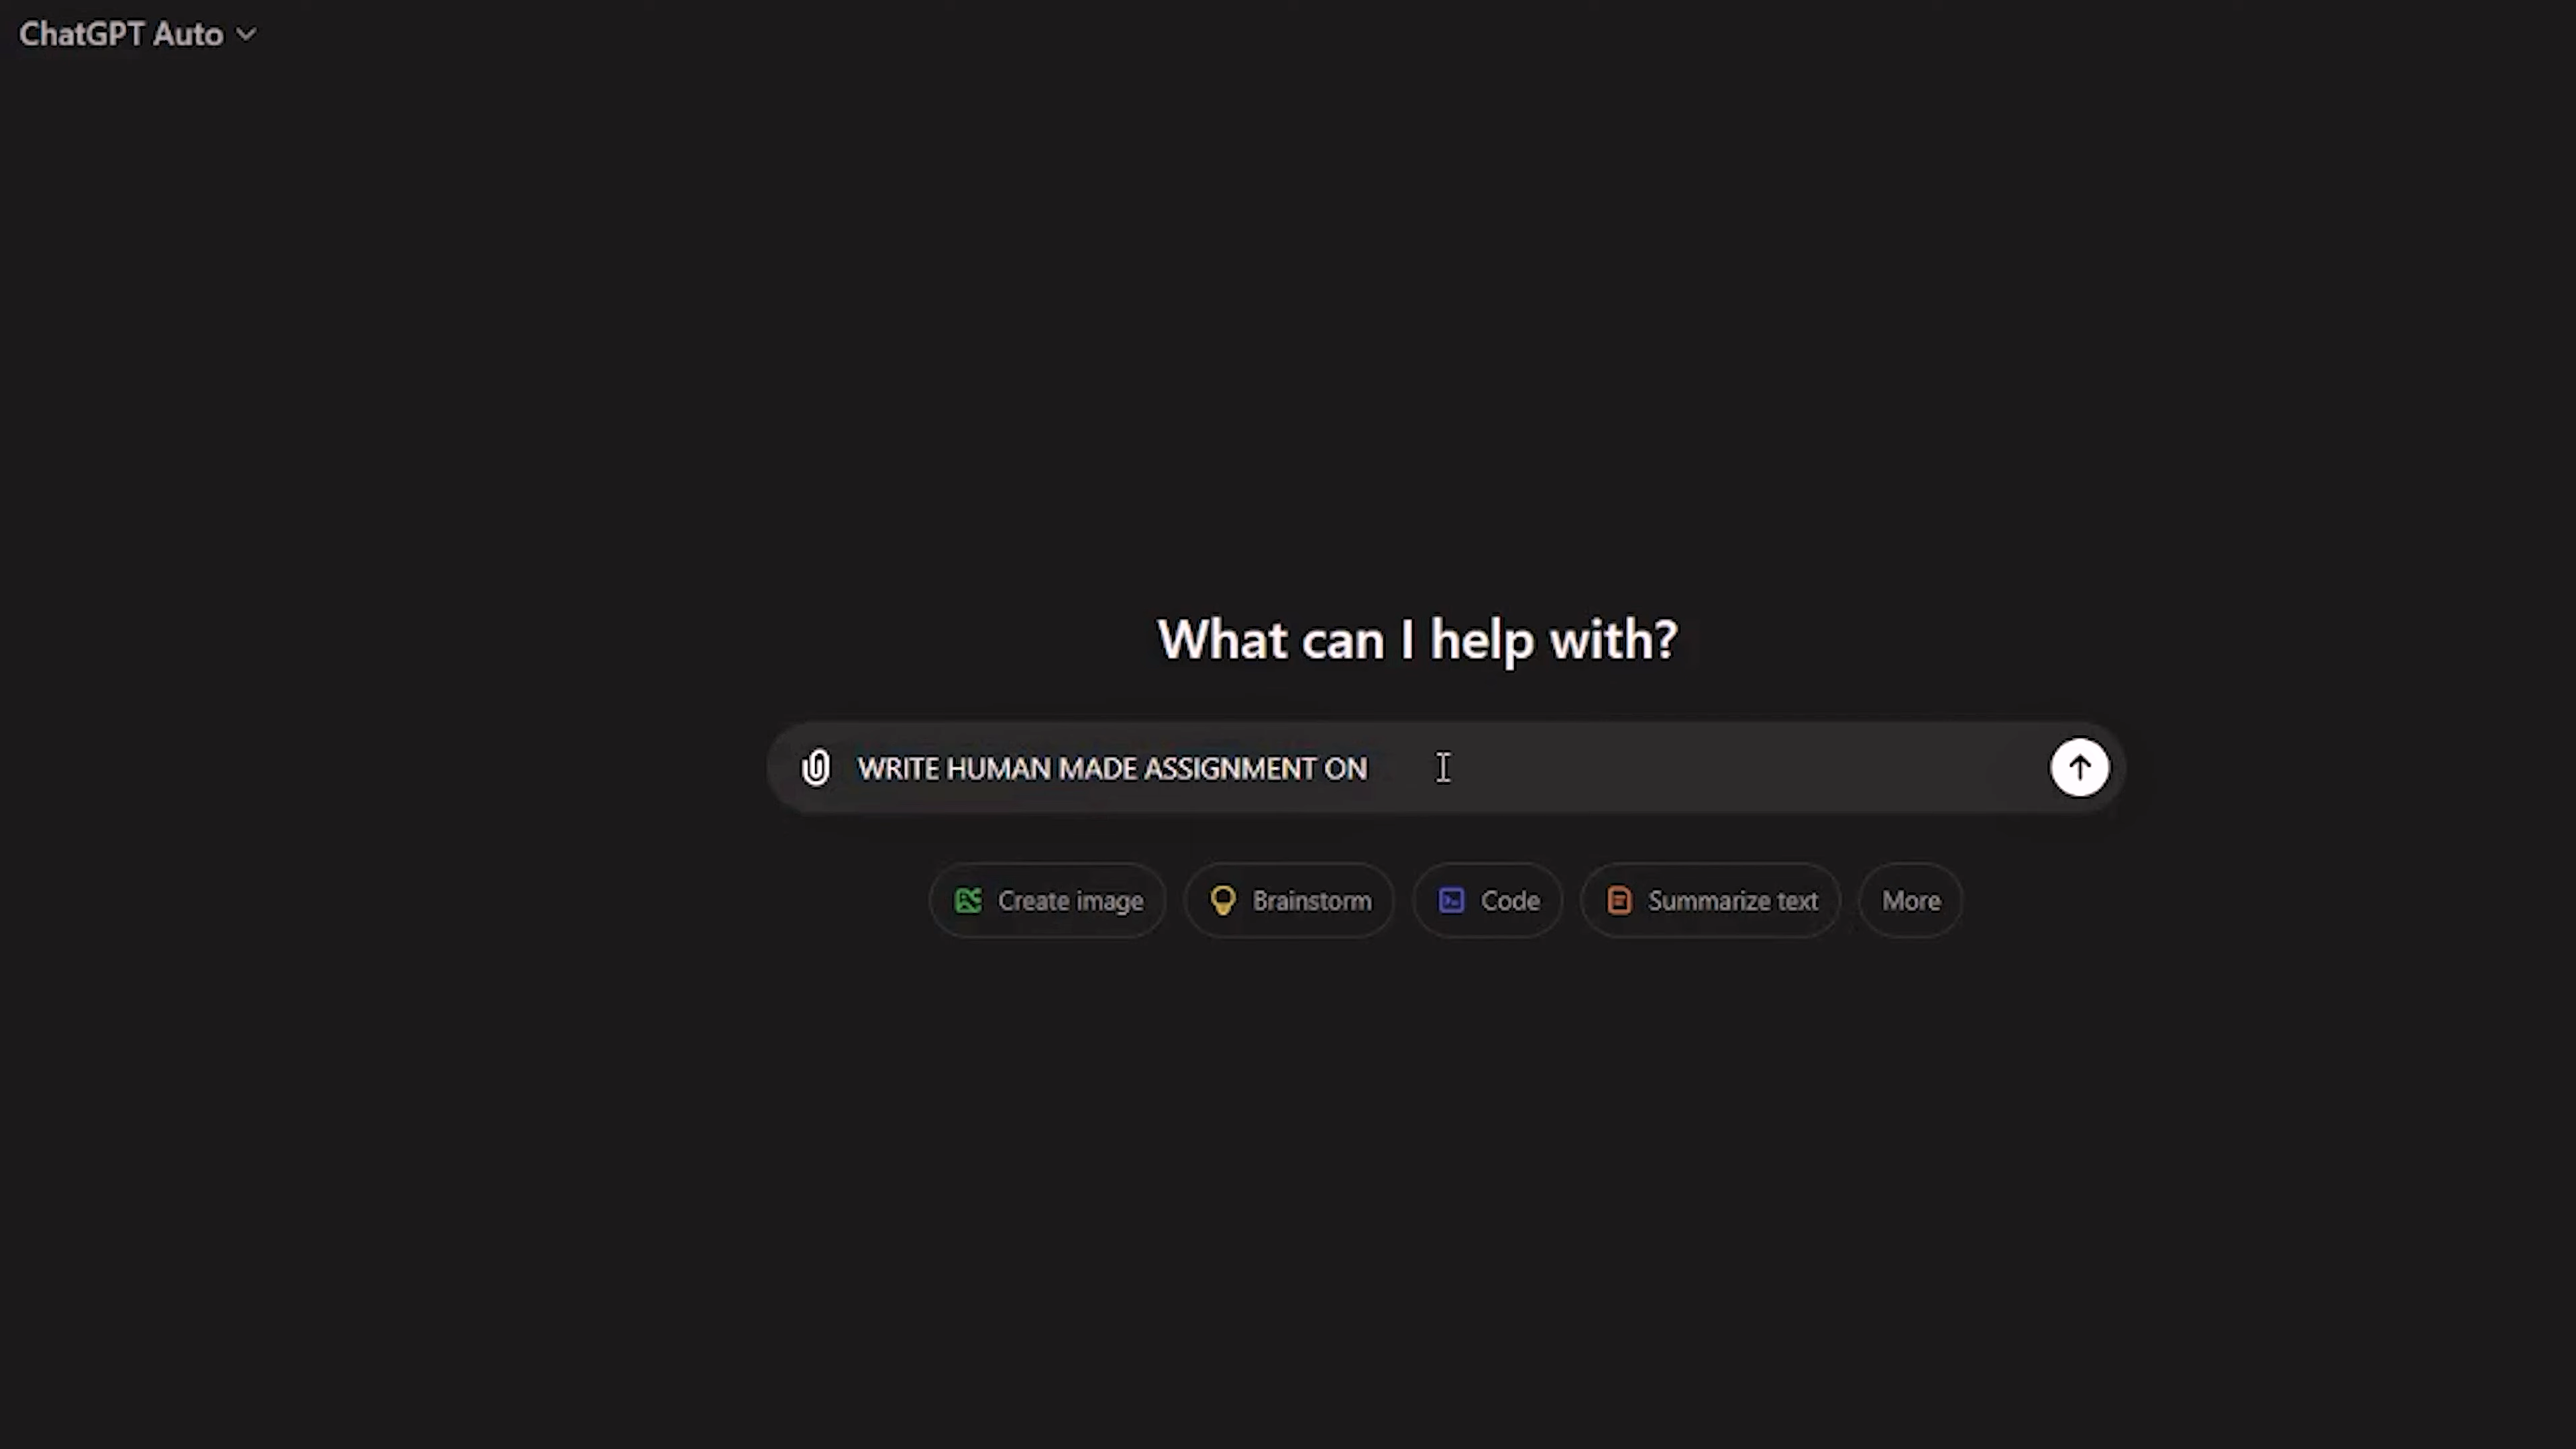 ChatGPT Auto
What can I help with?
WRITE HUMAN MADE ASSIGNMENT ON
Create image
Brainstorm
Code
Summarize text
More